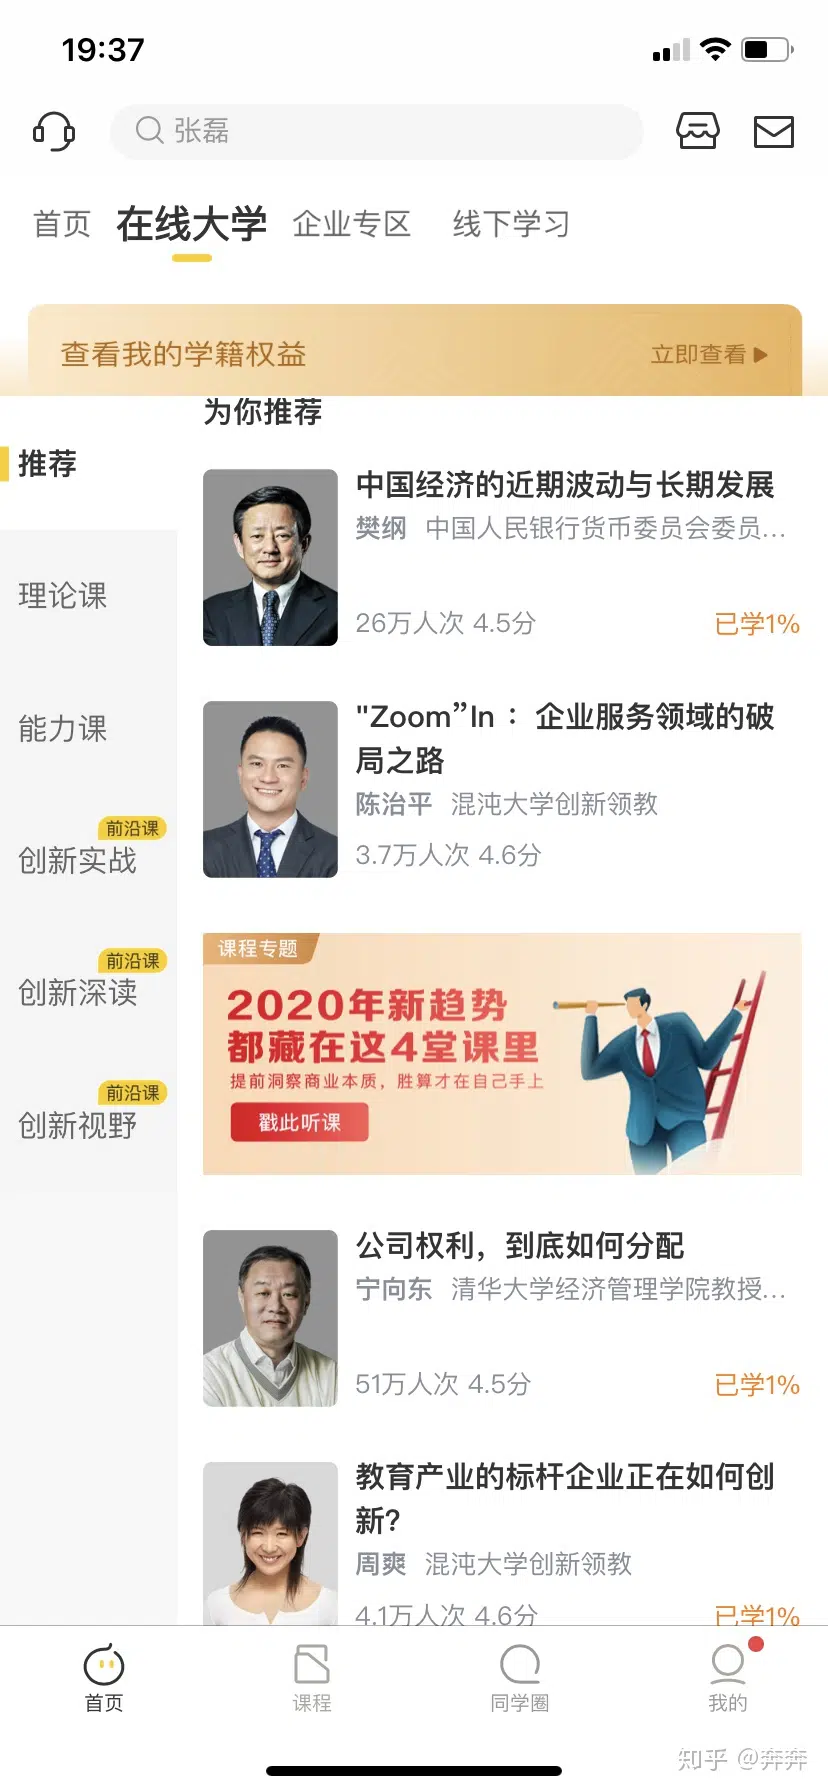 19:37
张磊
首页 在线大学 企业专区 线下学习
查看我的学籍权益 立即查看
为你推荐
推荐
理论课
能力课
前沿课
创新实战
前沿课
创新深读
前沿课
创新视野
中国经济的近期波动与长期发展
樊纲 中国人民银行货币委员会委员...
26万人次 4.5分 已学1%
"Zoom”In ：企业服务领域的破
局之路
陈治平 混沌大学创新领教
3.7万人次 4.6分
课程专题
2020年新趋势
都藏在这4堂课里
提前洞察商业本质，胜算才在自己手上
戳此听课
公司权利，到底如何分配
宁向东 清华大学经济管理学院教授...
51万人次 4.5分 已学1%
教育产业的标杆企业正在如何创
新?
周爽 混沌大学创新领教
4.1万人次 4.6分 已学1%
首页 课程 同学圈 我的
知乎 @奔奔